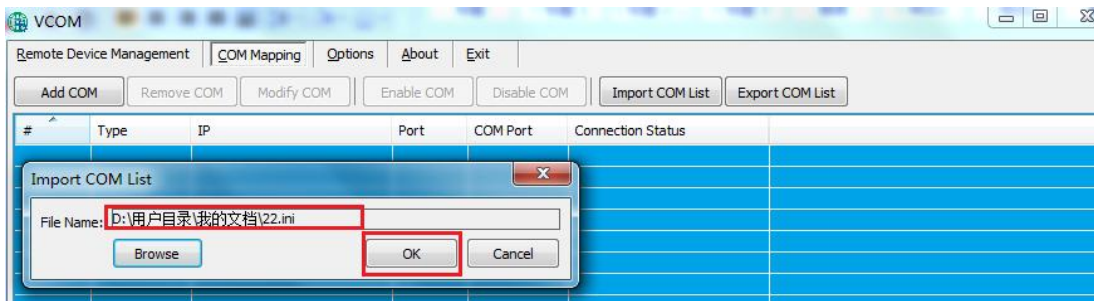 VCOM
Remote Device Management COM Mapping Options About Exit
Add COM Remove COM Modify COM Enable COM Disable COM Import COM List Export COM List
# Type IP Port COM Port Connection Status
Import COM List
File Name: D:\用户目录\我的文档\22.ini
Browse OK Cancel